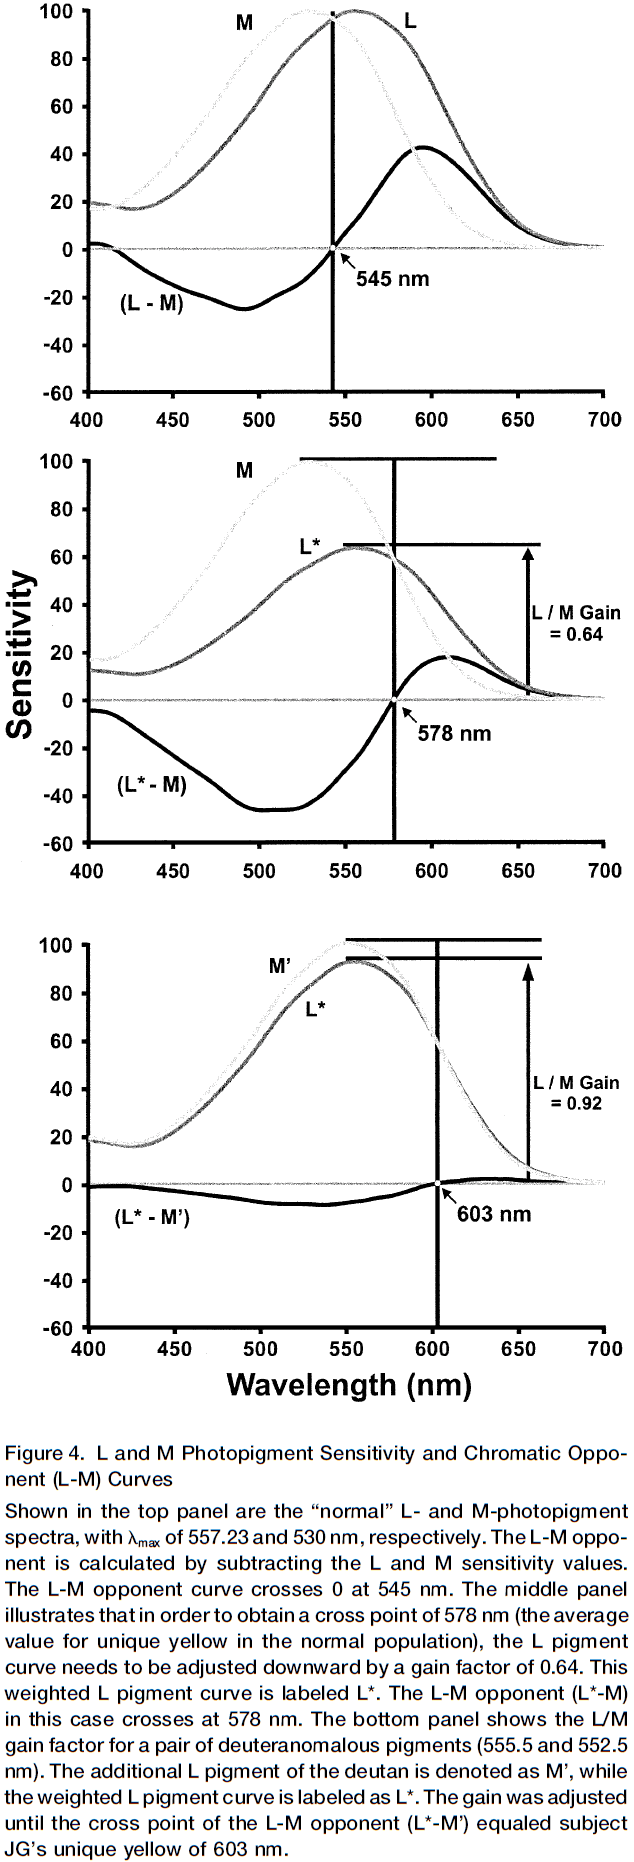 100
80
60
40
20
0
-20
-40
-60
M
L
(L - M)
545 nm
400 450 500 550 600 650 700
Sensitivity
100
80
60
40
20
0
-20
-40
-60
M
L*
L / M Gain
= 0.64
(L* - M)
578 nm
400 450 500 550 600 650 700
100
80
60
40
20
0
-20
-40
-60
M'
L*
L / M Gain
= 0.92
(L* - M')
603 nm
400 450 500 550 600 650 700
Wavelength (nm)
Figure 4. L and M Photopigment Sensitivity and Chromatic Oppo-
nent (L-M) Curves
Shown in the top panel are the “normal” L- and M-photopigment
spectra, with λmax of 557.23 and 530 nm, respectively. The L-M oppo-
nent is calculated by subtracting the L and M sensitivity values.
The L-M opponent curve crosses 0 at 545 nm. The middle panel
illustrates that in order to obtain a cross point of 578 nm (the average
value for unique yellow in the normal population), the L pigment
curve needs to be adjusted downward by a gain factor of 0.64. This
weighted L pigment curve is labeled L*. The L-M opponent (L*-M)
in this case crosses at 578 nm. The bottom panel shows the L/M
gain factor for a pair of deuteranomalous pigments (555.5 and 552.5
nm). The additional L pigment of the deutan is denoted as M’, while
the weighted L pigment curve is labeled as L*. The gain was adjusted
until the cross point of the L-M opponent (L*-M’) equaled subject
JG’s unique yellow of 603 nm.